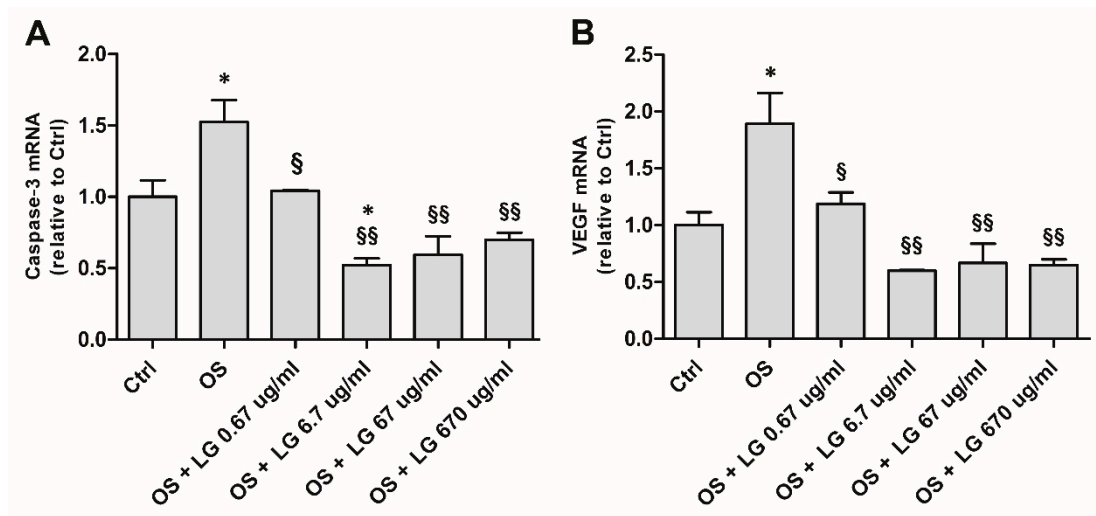 A
Caspase-3 mRNA
(relative to Ctrl)
2.0
1.5
1.0
0.5
0.0
*
§
*
§§
§§
§§
Ctrl
OS
OS + LG 0.67 ug/ml
OS + LG 6.7 ug/ml
OS + LG 67 ug/ml
OS + LG 670 ug/ml
B
VEGF mRNA
(relative to Ctrl)
2.5
2.0
1.5
1.0
0.5
0.0
*
§
§§
§§
§§
Ctrl
OS
OS + LG 0.67 ug/ml
OS + LG 6.7 ug/ml
OS + LG 67 ug/ml
OS + LG 670 ug/ml